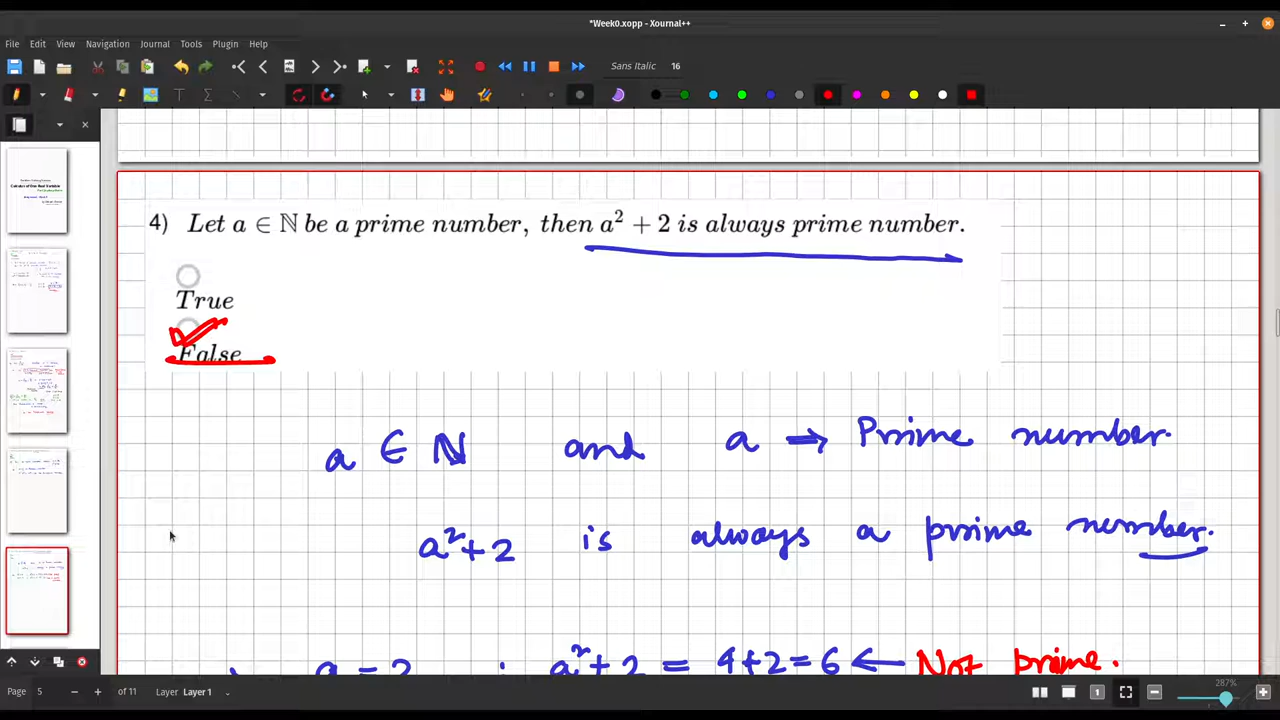 *Week0.xopp - Xournal++
File Edit View Navigation Journal Tools Plugin Help
Sans Italic 16
4) Let a ∈ ℕ be a prime number, then a² + 2 is always prime number.
True
False
a ∈ ℕ and a → Prime number.
a²+2 is always a prime number.
a = 2 : a²+2 = 4+2=6 ← Not prime.
Page 5 of 11 Layer Layer 1 1 287%